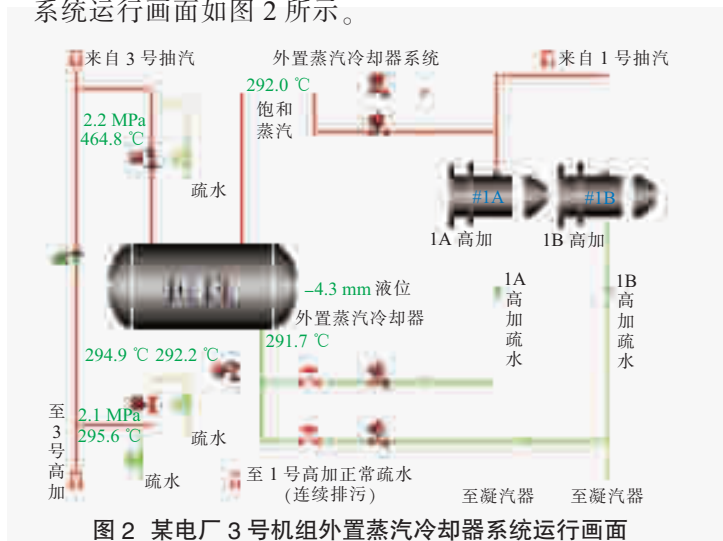 系统运行画面如图 2 所示。
来自 3 号抽汽
外置蒸汽冷却器系统
来自 1 号抽汽
292.0 ℃
饱和
蒸汽
2.2 MPa
464.8 ℃
疏水
#1A
#1B
1A 高加
1B 高加
-4.3 mm 液位
外置蒸汽冷却器
291.7 ℃
1A
高
加
疏
水
1B
高
加
疏
水
294.9 ℃ 292.2 ℃
至
3
号
高
加
2.1 MPa
295.6 ℃
疏水
疏水
至 1 号高加正常疏水
(连续排污)
至凝汽器
至凝汽器
图 2 某电厂 3 号机组外置蒸汽冷却器系统运行画面